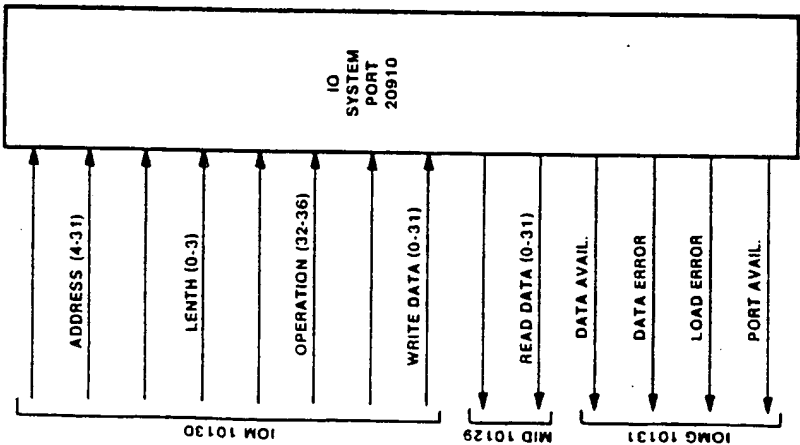 IO
SYSTEM
PORT
20910
ADDRESS (4-31)
LENTH (0-3)
OPERATION (32-36)
WRITE DATA (0-31)
READ DATA (0-31)
DATA AVAIL.
DATA ERROR
LOAD ERROR
PORT AVAIL.
IOM 10130
MID 10129
IOMG 10131